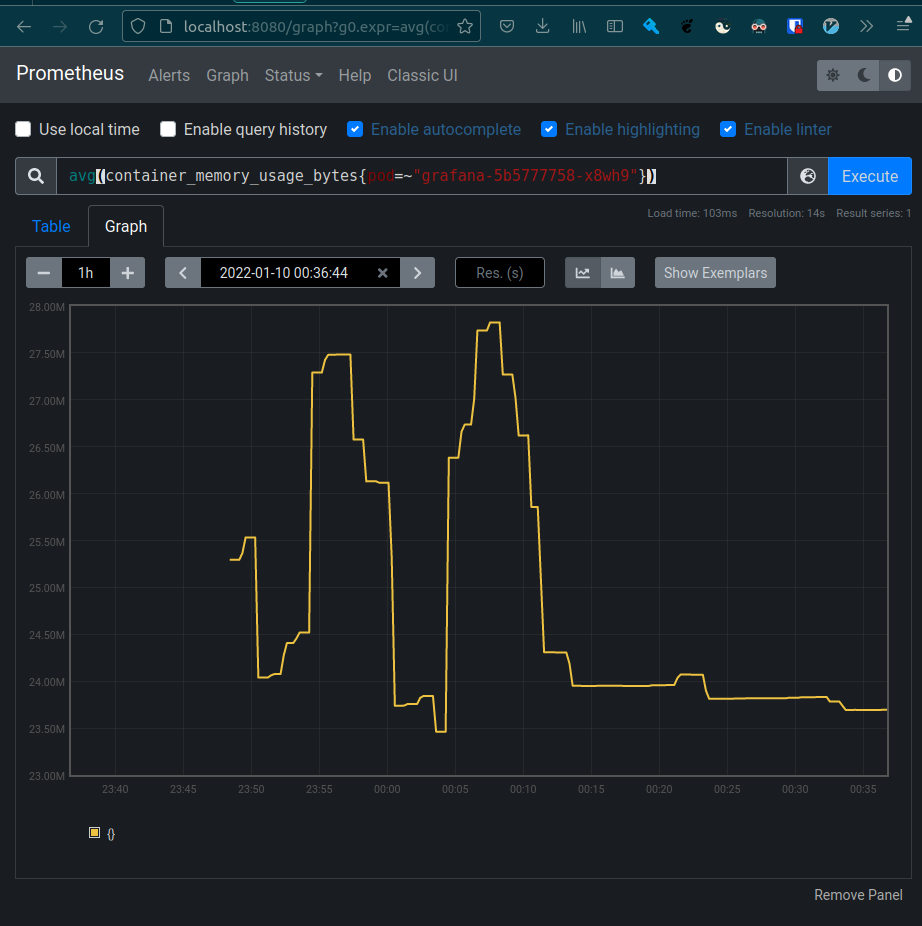 localhost:8080/graph?g0.expr=avg(co
Prometheus Alerts Graph Status Help Classic UI
Use local time Enable query history Enable autocomplete Enable highlighting Enable linter
avg(container_memory_usage_bytes{pod=~"grafana-5b5777758-x8wh9"}) Execute
Load time: 103ms Resolution: 14s Result series: 1
Table Graph
1h 2022-01-10 00:36:44 Res. (s) Show Exemplars
28.00M
27.50M
27.00M
26.50M
26.00M
25.50M
25.00M
24.50M
24.00M
23.50M
23.00M
23:40 23:45 23:50 23:55 00:00 00:05 00:10 00:15 00:20 00:25 00:30 00:35
{}
Remove Panel